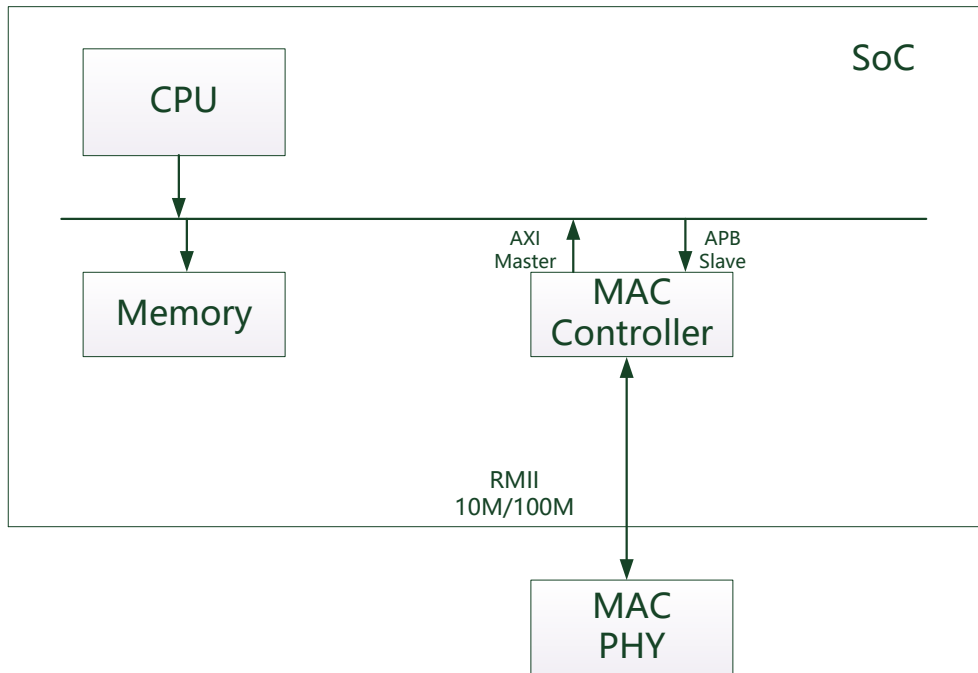 SoC
CPU
AXI
Master
APB
Slave
Memory
MAC
Controller
RMII
10M/100M
MAC
PHY